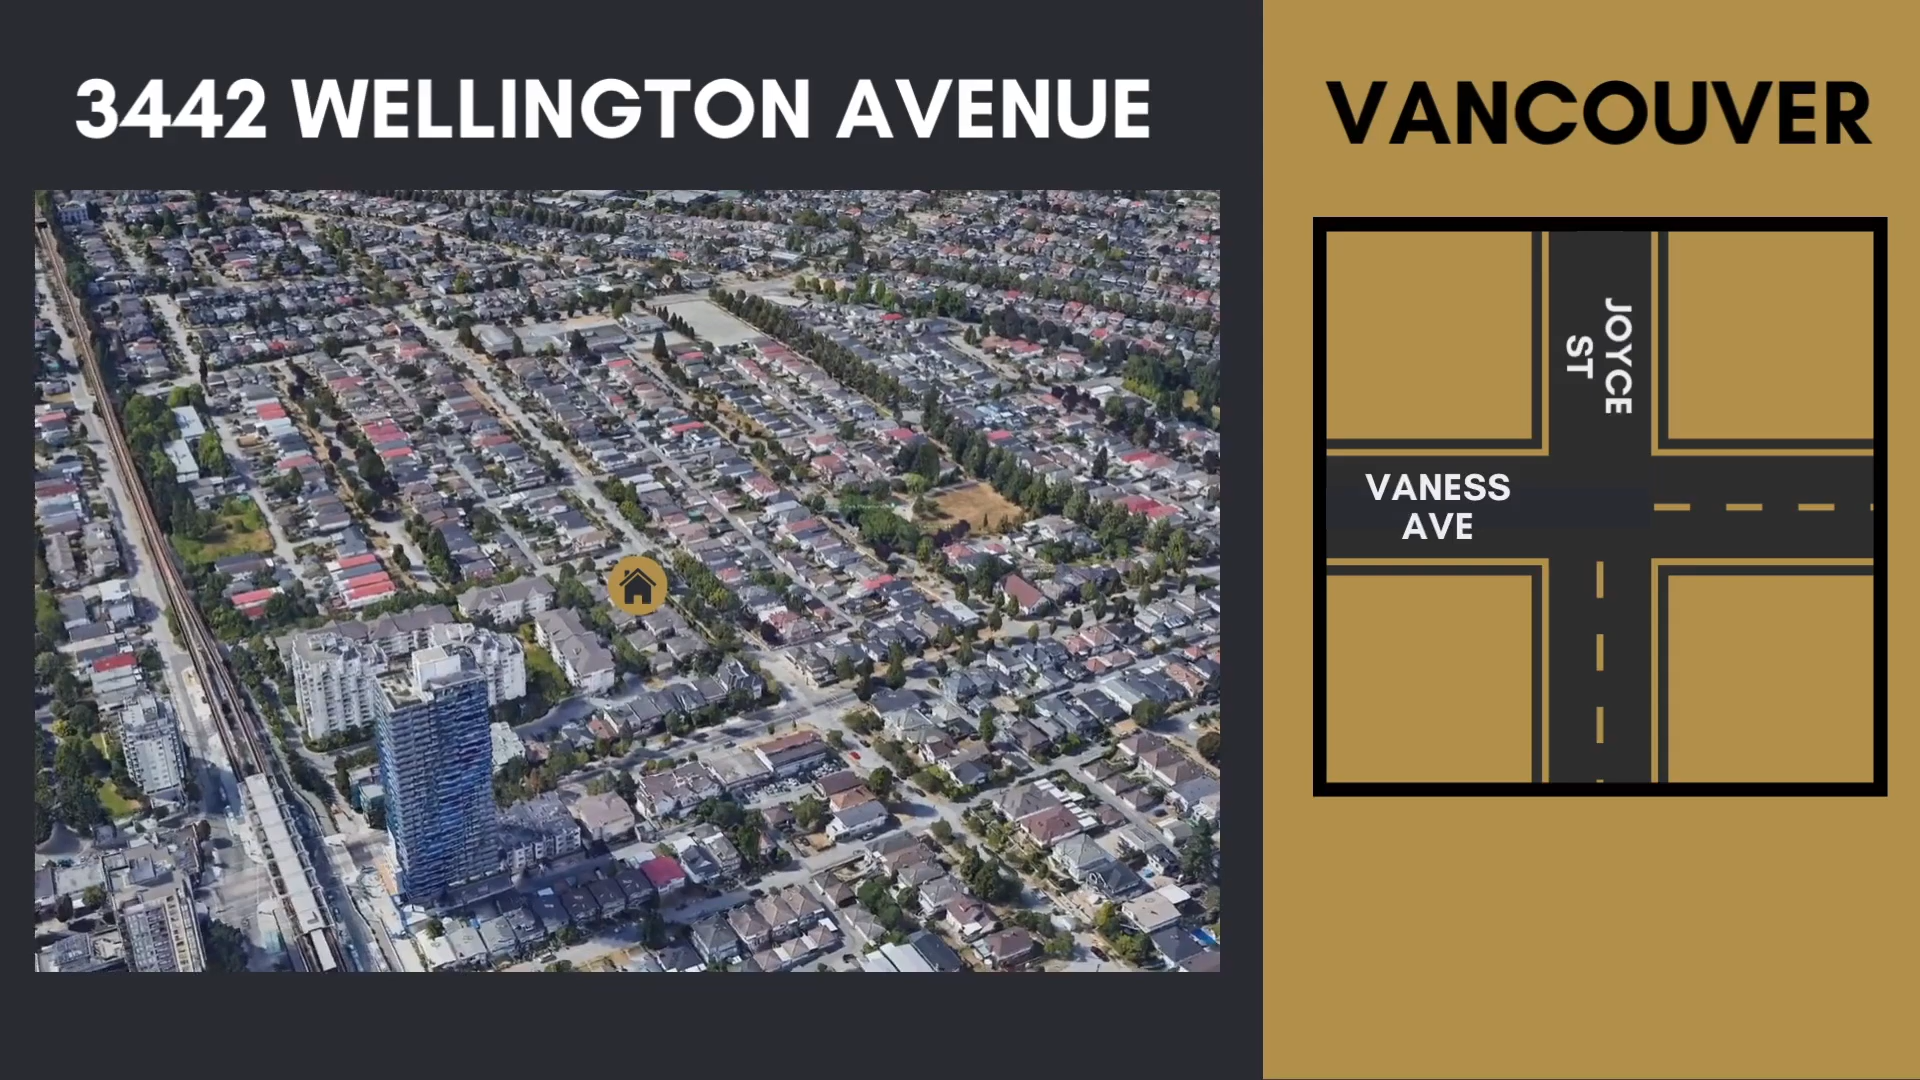 3442 WELLINGTON AVENUE
VANCOUVER
JOYCE
ST
VANESS
AVE